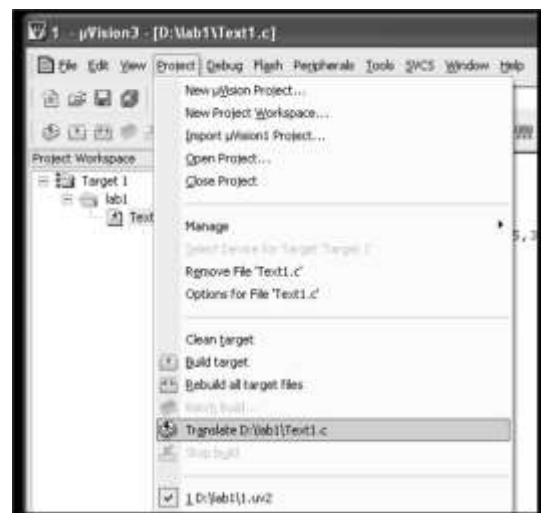 1 - µVision3 - [D:\lab1\Text1.c]
File Edit View Project Debug Flash Peripherals Tools SVCS Window Help
New µVision Project...
New Project Workspace...
Import µVision1 Project...
Open Project...
Close Project
Project Workspace
Target 1
lab1
Text
Manage
Select Device for Target 'Target 1'
Remove File 'Text1.c'
Options for File 'Text1.c'
Clean target
Build target
Rebuild all target files
Batch Build...
Translate D:\lab1\Text1.c
Stop build
1 D:\lab1\1.uv2
5,3